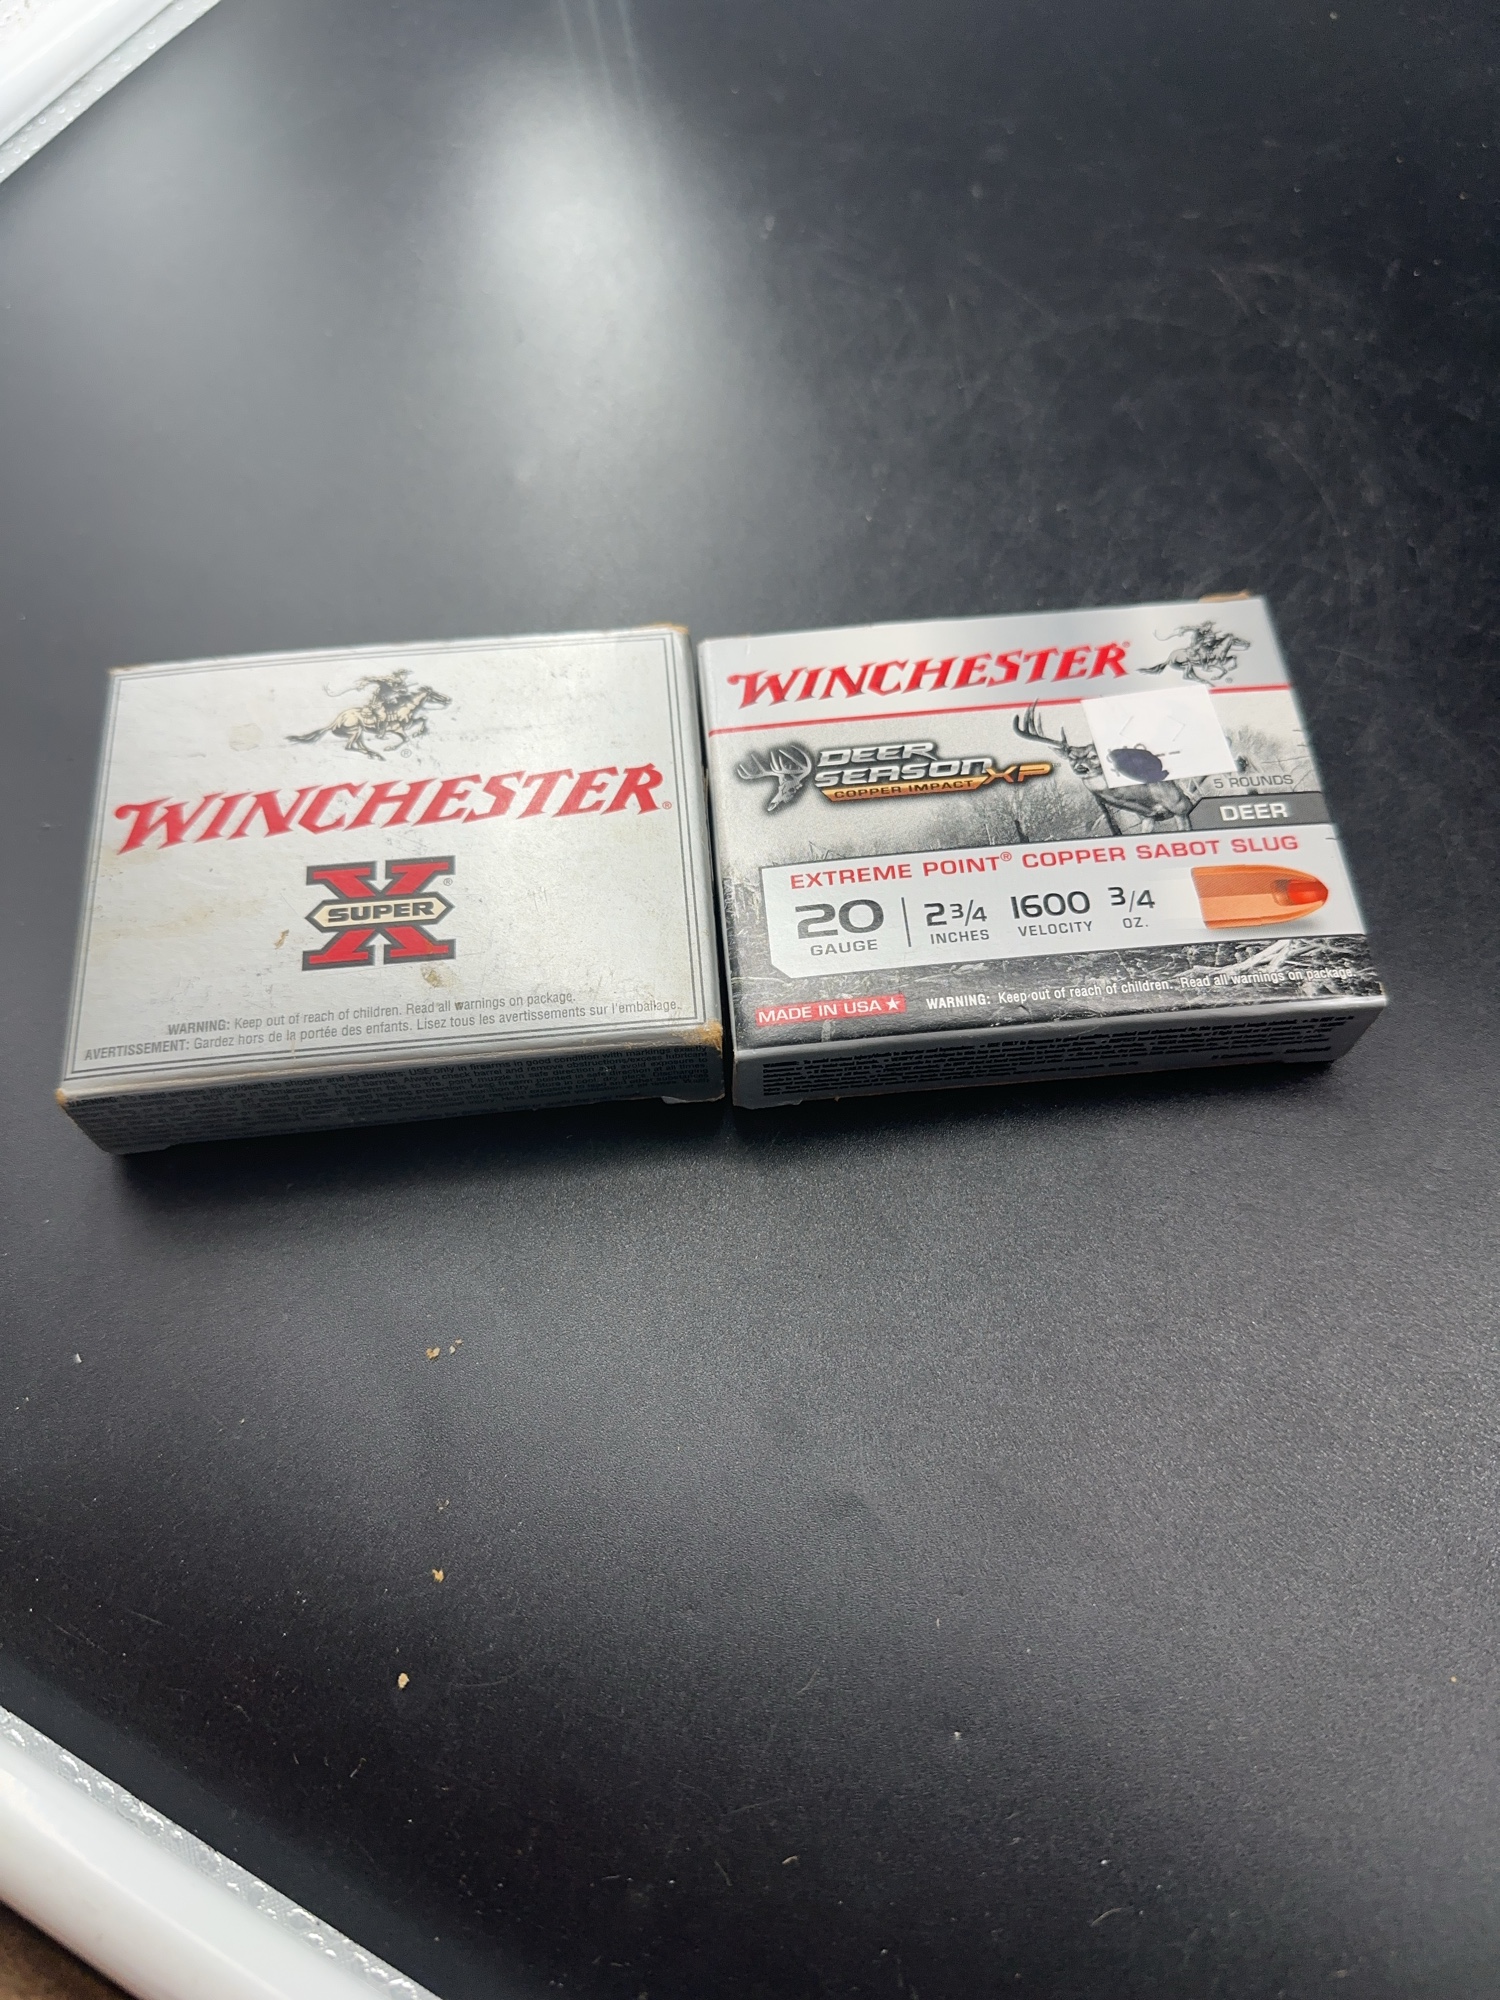 WINCHESTER®
SUPER X®
WARNING: Keep out of reach of children. Read all warnings on package.
AVERTISSEMENT: Gardez hors de la portée des enfants. Lisez tous les avertissements sur l'emballage.
WINCHESTER®
DEER
SEASON XP
COPPER IMPACT
5 ROUNDS
DEER
EXTREME POINT® COPPER SABOT SLUG
20 2 3/4 1600 3/4
GAUGE INCHES VELOCITY OZ.
MADE IN USA ★ WARNING: Keep out of reach of children. Read all warnings on package.